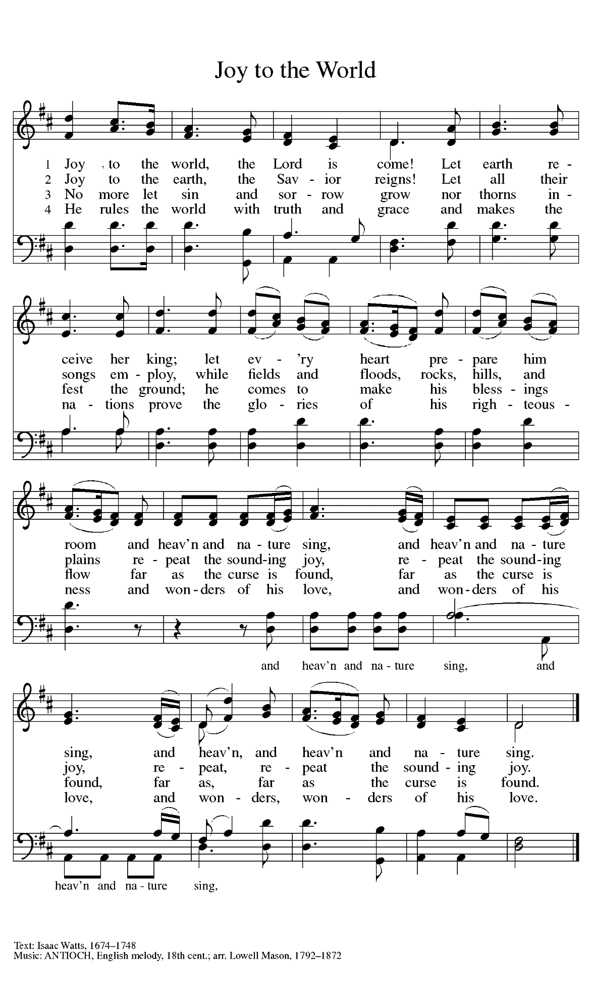 Joy to the World
1 Joy to the world, the Lord is come! Let earth re -
2 Joy to the earth, the Sav - ior reigns! Let all their
3 No more let sin and sor - row grow nor thorns in -
4 He rules the world with truth and grace and makes the
ceive her king; let ev - 'ry heart pre - pare him
songs em - ploy, while fields and floods, rocks, hills, and
fest the ground; he comes to make his bless - ings
na - tions prove the glo - ries of his righ - teous -
room and heav'n and na - ture sing, and heav'n and na - ture
plains re - peat the sound - ing joy, re - peat the sound - ing
flow far as the curse is found, far as the curse is
ness and won - ders of his love, and won - ders of his
and heav'n and na - ture sing, and
sing, and heav'n, and heav'n and na - ture sing.
joy, re - peat, re - peat the sound - ing joy.
found, far as, far as the curse is found.
love, and won - ders, won - ders of his love.
heav'n and na - ture sing,
Text: Isaac Watts, 1674–1748
Music: ANTIOCH, English melody, 18th cent.; arr. Lowell Mason, 1792–1872